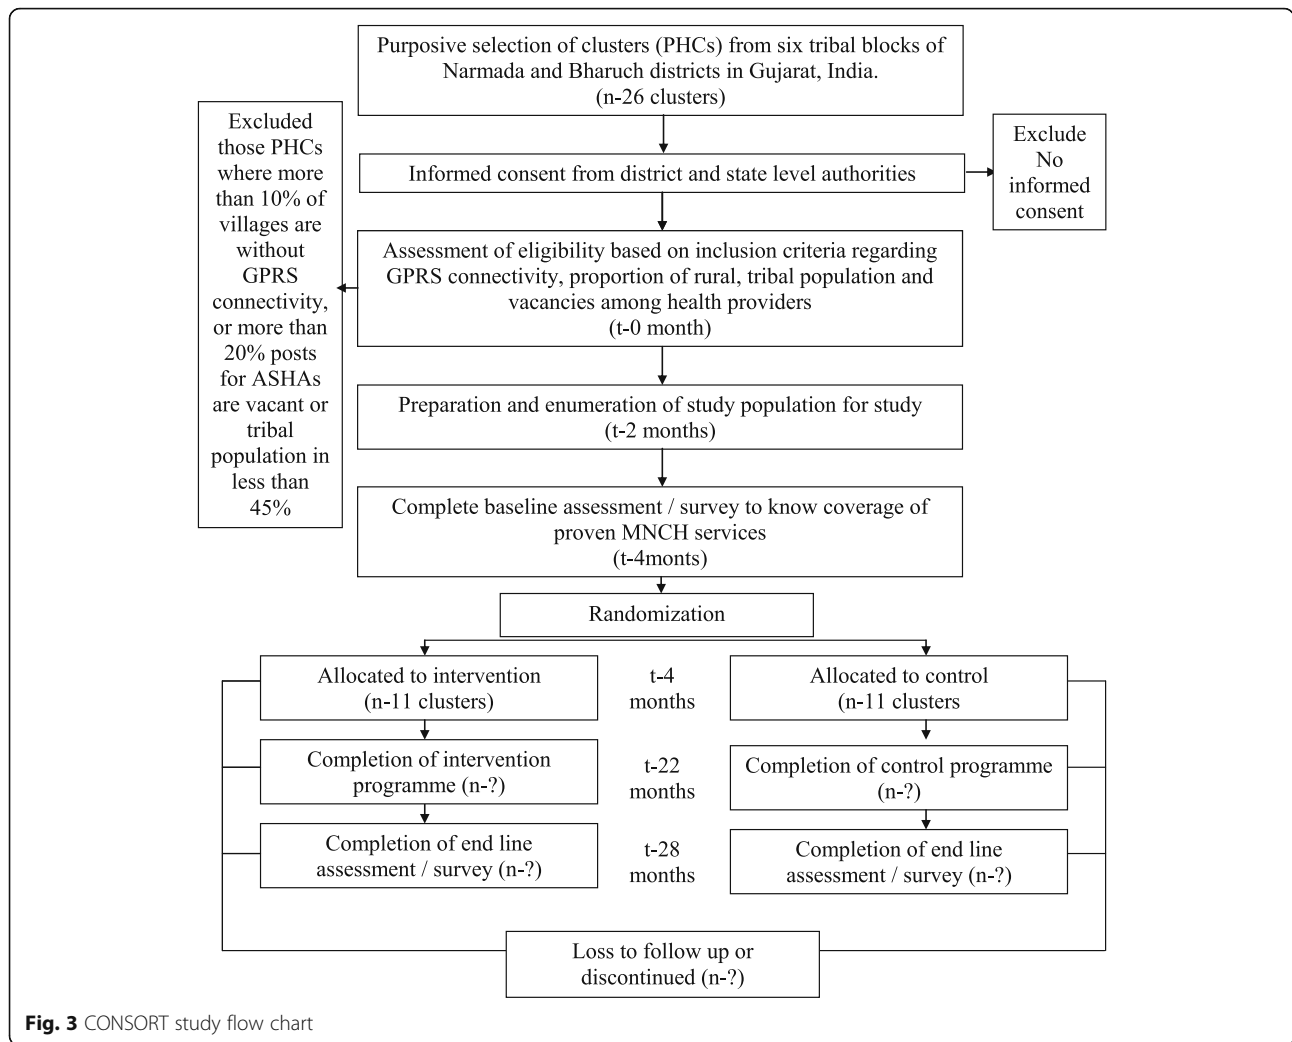 Purposive selection of clusters (PHCs) from six tribal blocks of
Narmada and Bharuch districts in Gujarat, India.
(n-26 clusters)
Informed consent from district and state level authorities
Exclude
No
informed
consent
Assessment of eligibility based on inclusion criteria regarding
GPRS connectivity, proportion of rural, tribal population and
vacancies among health providers
(t-0 month)
Excluded
those PHCs
where more
than 10% of
villages are
without
GPRS
connectivity,
or more than
20% posts
for ASHAs
are vacant or
tribal
population in
less than
45%
Preparation and enumeration of study population for study
(t-2 months)
Complete baseline assessment / survey to know coverage of
proven MNCH services
(t-4monts)
Randomization
Allocated to intervention
(n-11 clusters)
t-4
months
Allocated to control
(n-11 clusters
Completion of intervention
programme (n-?)
t-22
months
Completion of control programme
(n-?)
Completion of end line
assessment / survey (n-?)
t-28
months
Completion of end line
assessment / survey (n-?)
Loss to follow up or
discontinued (n-?)
Fig. 3 CONSORT study flow chart